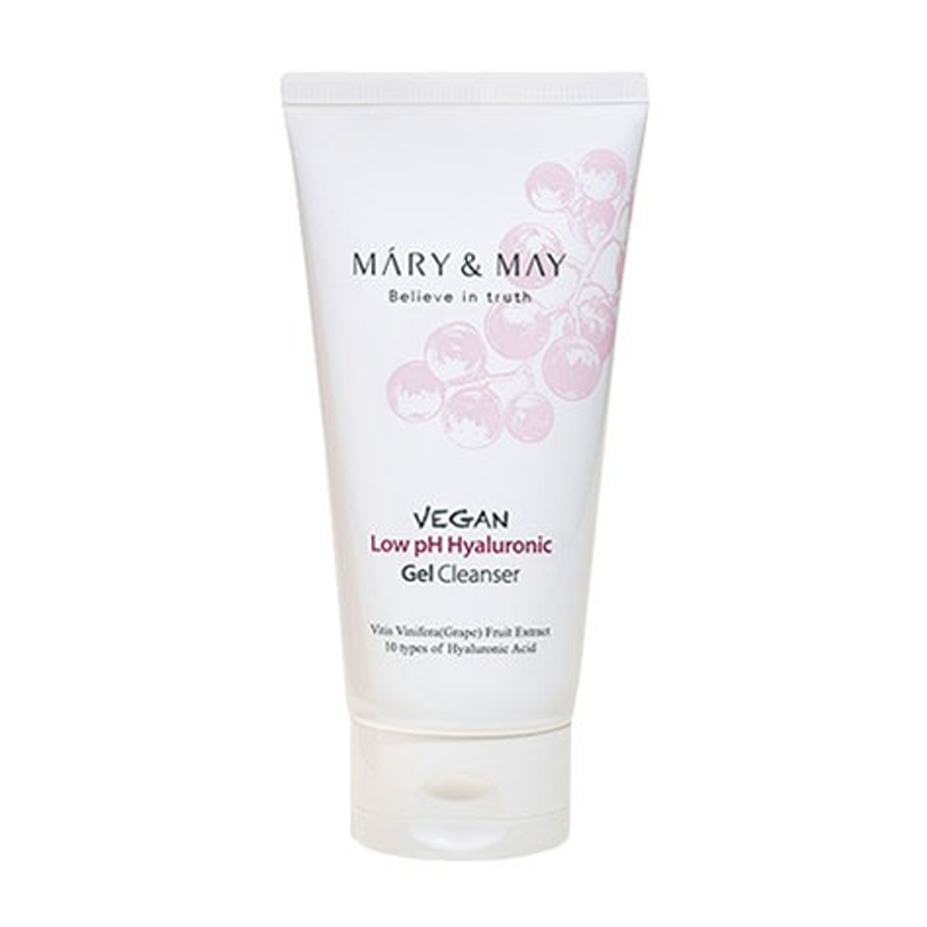 MÁRY & MAY
Believe in truth
VEGAN
Low pH Hyaluronic
Gel Cleanser
Vitis Vinifera(Grape) Fruit Extract
10 types of Hyaluronic Acid